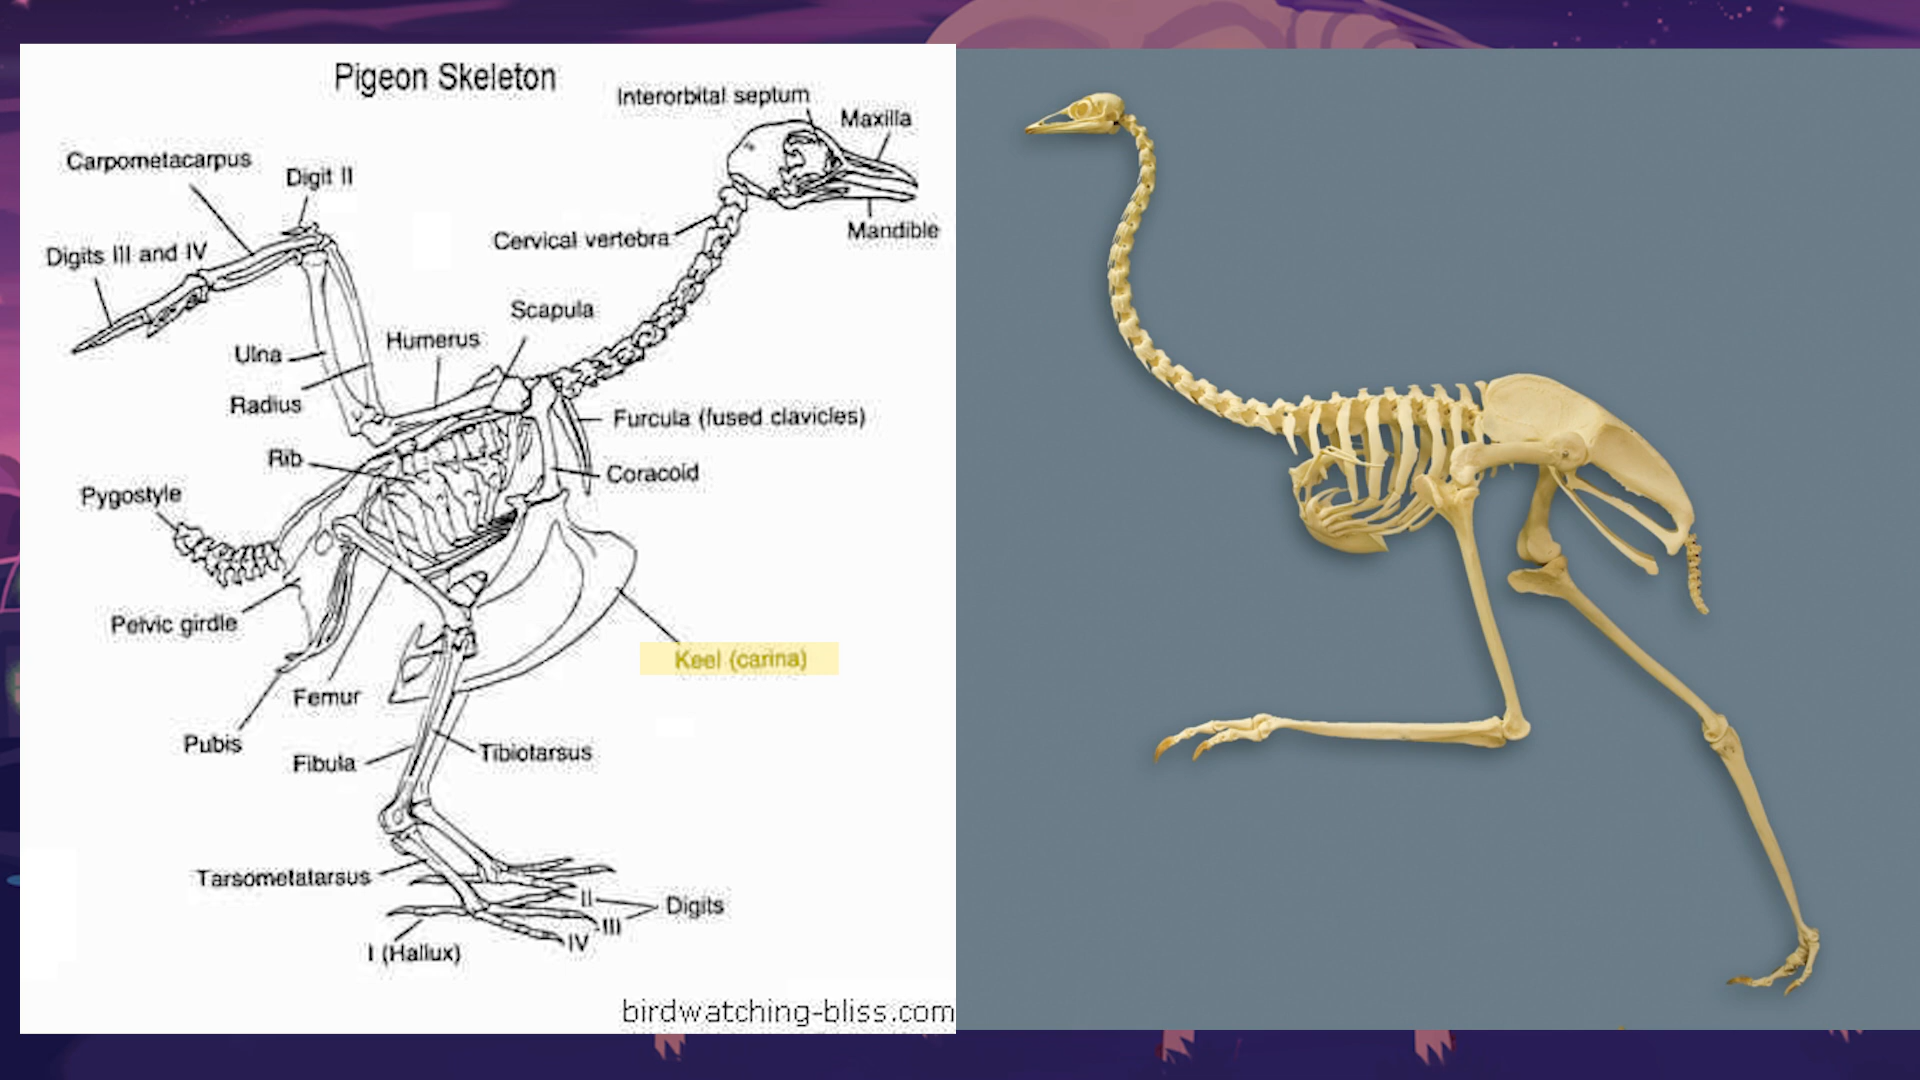 Pigeon Skeleton
Interorbital septum
Maxilla
Carpometacarpus
Digit II
Mandible
Cervical vertebra
Digits III and IV
Scapula
Humerus
Ulna
Radius
Furcula (fused clavicles)
Rib
Coracoid
Pygostyle
Pelvic girdle
Keel (carina)
Femur
Pubis
Fibula
Tibiotarsus
Tarsometatarsus
II
Digits
III
IV
I (Hallux)
birdwatching-bliss.com